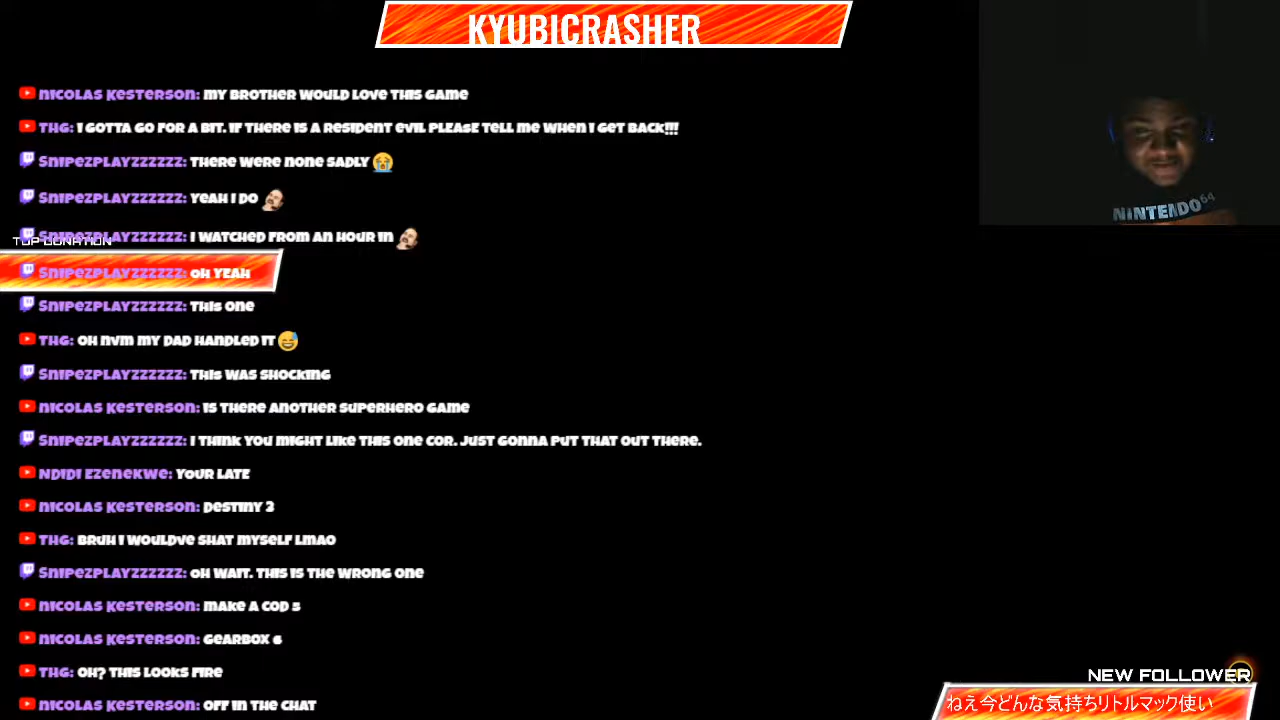 KYUBICRASHER
NICOLAS KESTERSON: MY BROTHER WOULD LOVE THIS GAME
THG: I GOTTA GO FOR A BIT. IF THERE IS A RESIDENT EVIL PLEASE TELL ME WHEN I GET BACK!!!
SNIPEZPLAYZZZZZZ: THERE WERE NONE SADLY 😭
SNIPEZPLAYZZZZZZ: YEAH I DO
SNIPEZPLAYZZZZZZ: I WATCHED FROM AN HOUR IN
TOP DONATION
SNIPEZPLAYZZZZZZ: OH YEAH
SNIPEZPLAYZZZZZZ: THIS ONE
THG: OH NVM MY DAD HANDLED IT 😅
SNIPEZPLAYZZZZZZ: THIS WAS SHOCKING
NICOLAS KESTERSON: IS THERE ANOTHER SUPERHERO GAME
SNIPEZPLAYZZZZZZ: I THINK YOU MIGHT LIKE THIS ONE COR. JUST GONNA PUT THAT OUT THERE.
NDIDI EZENEKWE: YOUR LATE
NICOLAS KESTERSON: DESTINY 2
THG: BRUH I WOULDVE SHAT MYSELF LMAO
SNIPEZPLAYZZZZZZ: OH WAIT. THIS IS THE WRONG ONE
NICOLAS KESTERSON: MAKE A COD 5
NICOLAS KESTERSON: GEARBOX 6
THG: OH? THIS LOOKS FIRE
NICOLAS KESTERSON: OFF IN THE CHAT
NINTENDO64
NEW FOLLOWER
ねえ今どんな気持ちリトルマック使い